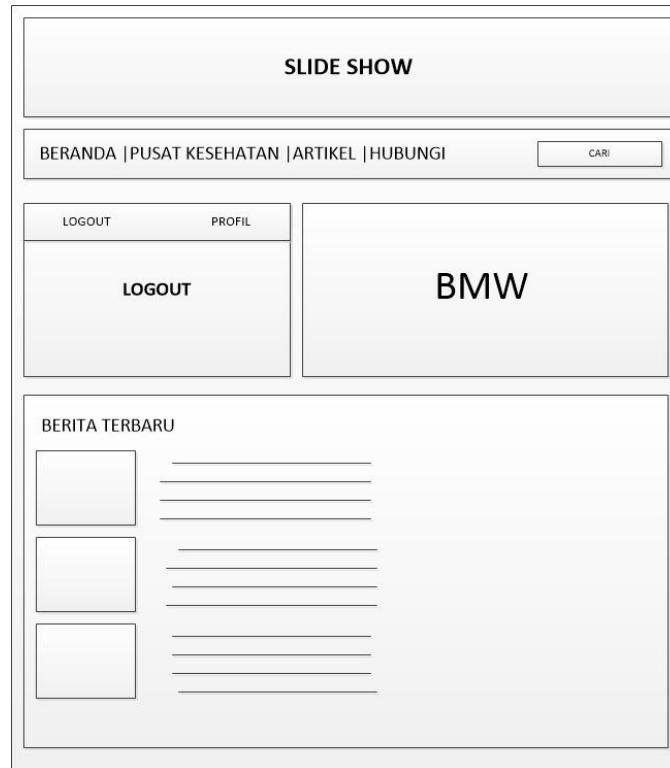 SLIDE SHOW
BERANDA |PUSAT KESEHATAN |ARTIKEL |HUBUNGI
CARI
LOGOUT
PROFIL
LOGOUT
BMW
BERITA TERBARU